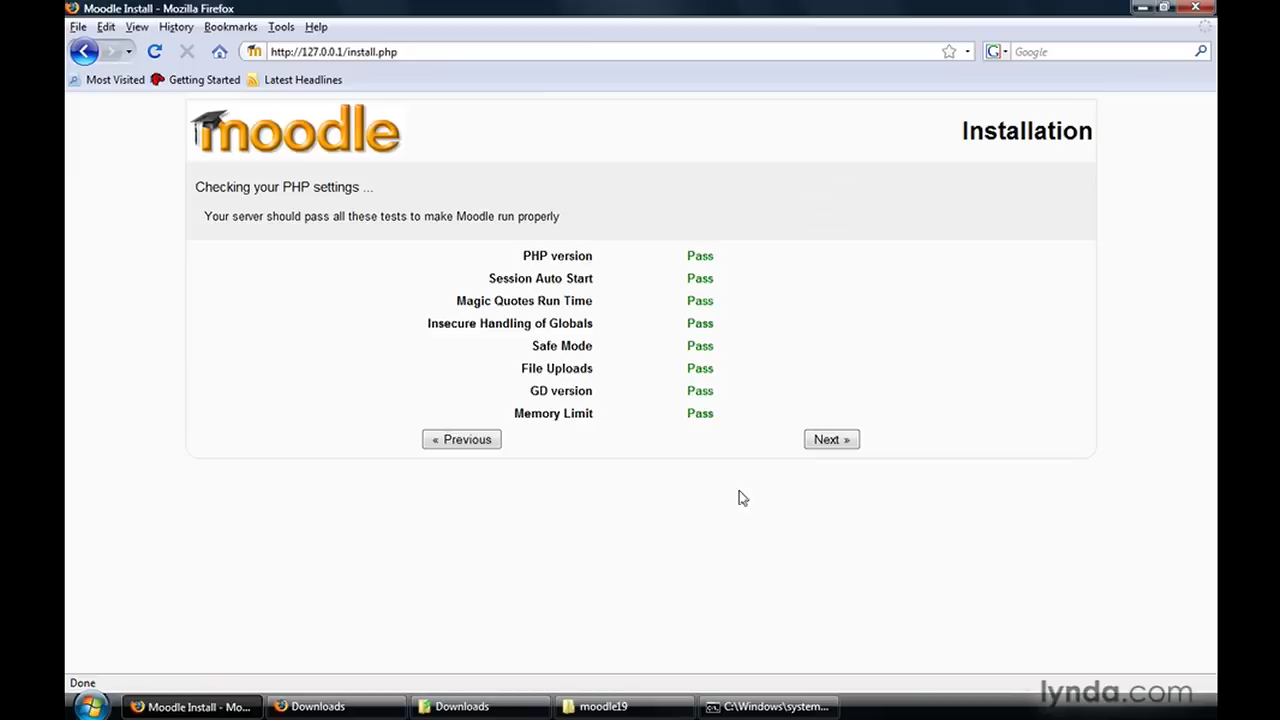 Moodle Install - Mozilla Firefox
File Edit View History Bookmarks Tools Help
http://127.0.0.1/install.php
Google
Most Visited Getting Started Latest Headlines
moodle
Installation
Checking your PHP settings ...
Your server should pass all these tests to make Moodle run properly
PHP version Pass
Session Auto Start Pass
Magic Quotes Run Time Pass
Insecure Handling of Globals Pass
Safe Mode Pass
File Uploads Pass
GD version Pass
Memory Limit Pass
« Previous Next »
Done
lynda.com
Moodle Install - Mo... Downloads Downloads moodle19 C:\Windows\system...